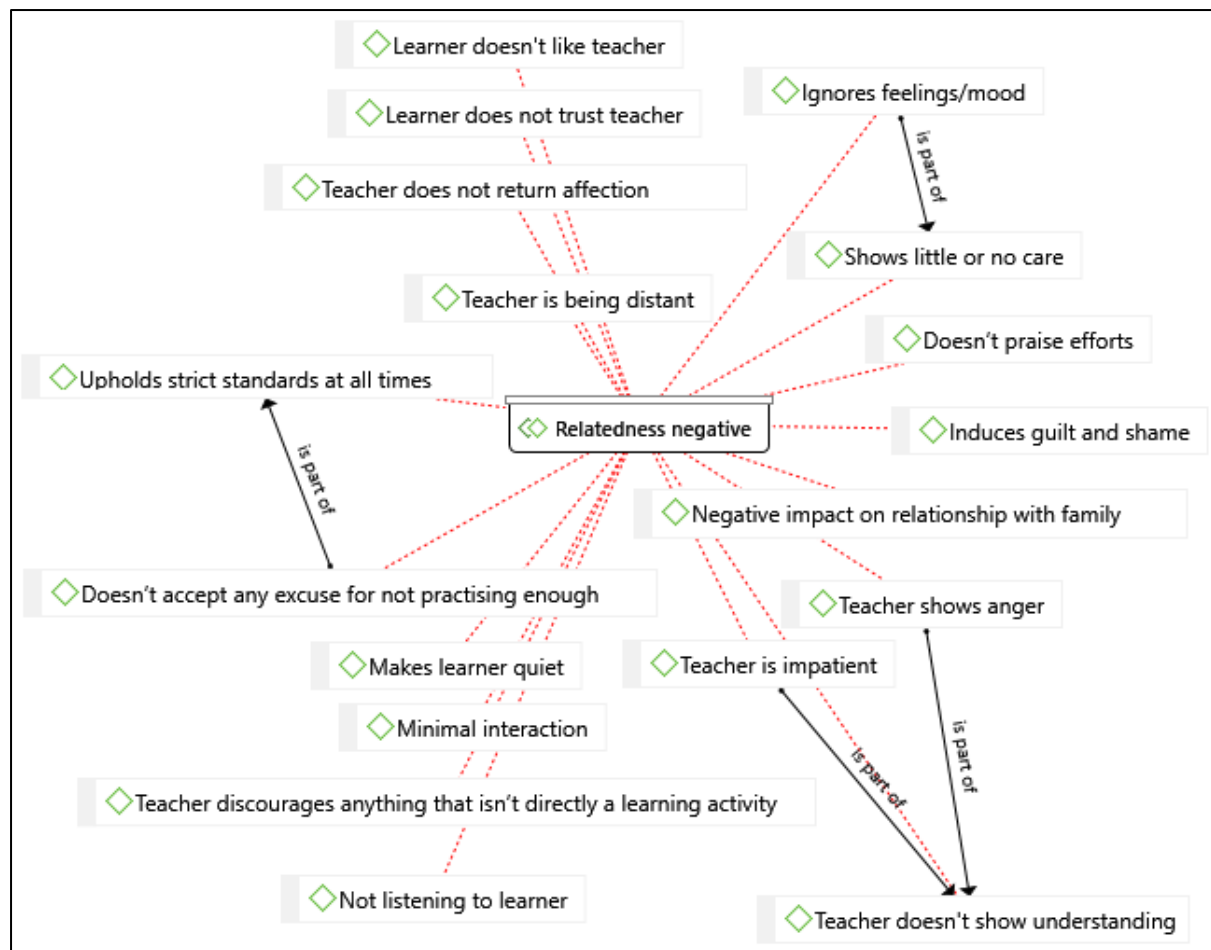 Learner doesn't like teacher
Ignores feelings/mood
Learner does not trust teacher
is part of
Teacher does not return affection
Shows little or no care
Teacher is being distant
Doesn’t praise efforts
Upholds strict standards at all times
Relatedness negative
Induces guilt and shame
is part of
Negative impact on relationship with family
Doesn’t accept any excuse for not practising enough
Teacher shows anger
Makes learner quiet
Teacher is impatient
Minimal interaction
is part of
is part of
Teacher discourages anything that isn’t directly a learning activity
Not listening to learner
Teacher doesn't show understanding